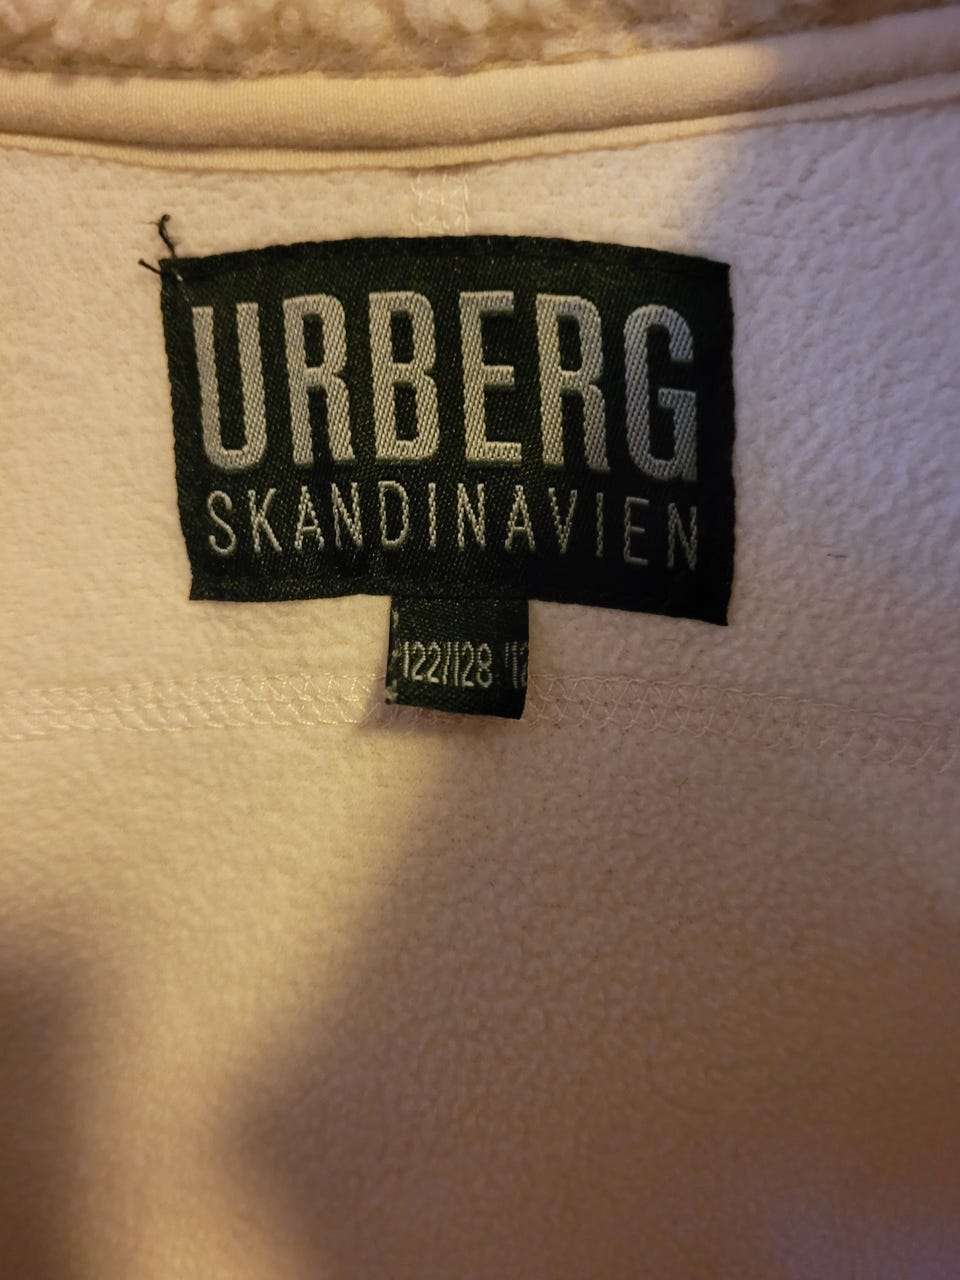 URBERG
SKANDINAVIEN
122/128